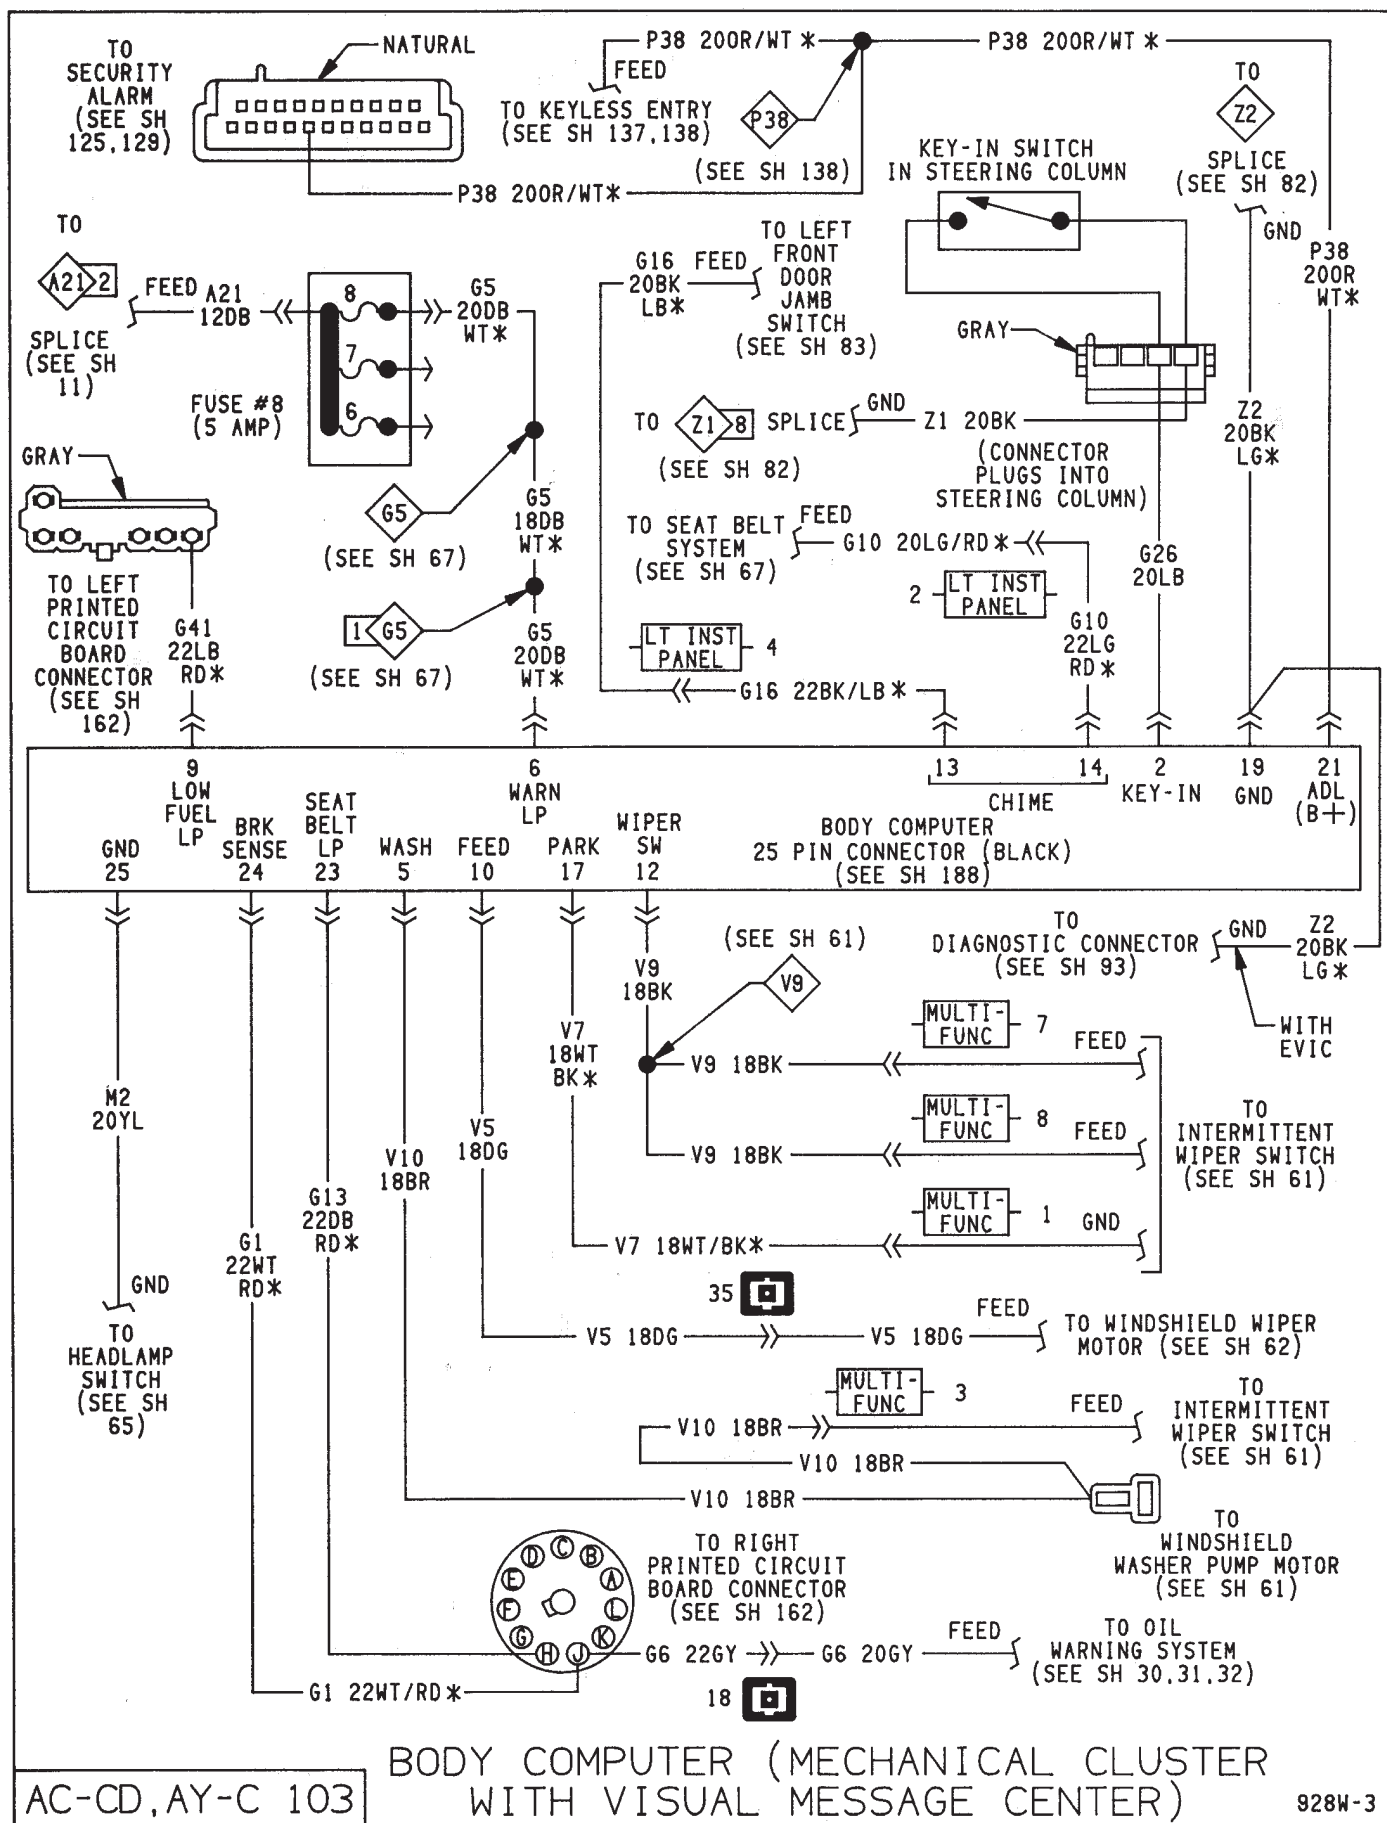 TO
SECURITY
ALARM
(SEE SH
125,129)
NATURAL
P38 20OR/WT *
P38 20OR/WT *
FEED
TO KEYLESS ENTRY
(SEE SH 137,138)
P38
(SEE SH 138)
P38 20OR/WT*
TO
Z2
SPLICE
(SEE SH 82)
GND
KEY-IN SWITCH
IN STEERING COLUMN
P38
20OR
WT*
TO
A21 2
SPLICE
(SEE SH
11)
FEED
A21
12DB
8
7
6
FUSE #8
(5 AMP)
G5
20DB
WT*
G16
20BK
LB*
FEED
TO LEFT
FRONT
DOOR
JAMB
SWITCH
(SEE SH 83)
GRAY
TO Z1 8 SPLICE
(SEE SH 82)
GND
Z1 20BK
(CONNECTOR
PLUGS INTO
STEERING COLUMN)
Z2
20BK
LG*
GRAY
TO LEFT
PRINTED
CIRCUIT
BOARD
CONNECTOR
(SEE SH
162)
G41
22LB
RD*
G5
(SEE SH 67)
G5
18DB
WT*
1 G5
(SEE SH 67)
G5
20DB
WT*
TO SEAT BELT
SYSTEM
(SEE SH 67)
FEED
G10 20LG/RD*
2 LT INST
PANEL
G10
22LG
RD*
G26
20LB
LT INST
PANEL 4
G16 22BK/LB*
9
LOW
FUEL
LP
6
WARN
LP
13 14
CHIME
2
KEY-IN
19
GND
21
ADL
(B+)
GND
25
BRK
SENSE
24
SEAT
BELT
LP
23
WASH
5
FEED
10
PARK
17
WIPER
SW
12
BODY COMPUTER
25 PIN CONNECTOR (BLACK)
(SEE SH 188)
(SEE SH 61)
V9
TO
DIAGNOSTIC CONNECTOR
(SEE SH 93)
GND
Z2
20BK
LG*
WITH
EVIC
V9
18BK
V7
18WT
BK*
M2
20YL
V5
18DG
V10
18BR
G13
22DB
RD*
G1
22WT
RD*
MULTI-
FUNC 7
V9 18BK
FEED
MULTI-
FUNC 8
V9 18BK
FEED
MULTI-
FUNC 1
V7 18WT/BK*
GND
TO
INTERMITTENT
WIPER SWITCH
(SEE SH 61)
GND
TO
HEADLAMP
SWITCH
(SEE SH
65)
35
V5 18DG
V5 18DG
FEED
TO WINDSHIELD WIPER
MOTOR (SEE SH 62)
MULTI-
FUNC 3
V10 18BR
FEED
TO
INTERMITTENT
WIPER SWITCH
(SEE SH 61)
V10 18BR
V10 18BR
TO
WINDSHIELD
WASHER PUMP MOTOR
(SEE SH 61)
C
D B
E A
F L
G K
H J
TO RIGHT
PRINTED CIRCUIT
BOARD CONNECTOR
(SEE SH 162)
G6 22GY
G6 20GY
FEED
TO OIL
WARNING SYSTEM
(SEE SH 30,31,32)
18
G1 22WT/RD*
AC-CD,AY-C 103
BODY COMPUTER (MECHANICAL CLUSTER
WITH VISUAL MESSAGE CENTER)
928W-3